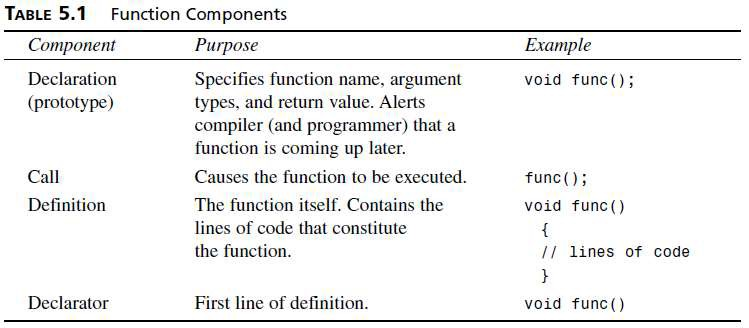 TABLE 5.1 Function Components
Component Purpose Example
Declaration Specifies function name, argument void func();
(prototype) types, and return value. Alerts
compiler (and programmer) that a
function is coming up later.
Call Causes the function to be executed. func();
Definition The function itself. Contains the void func()
lines of code that constitute {
the function. // lines of code
}
Declarator First line of definition. void func()